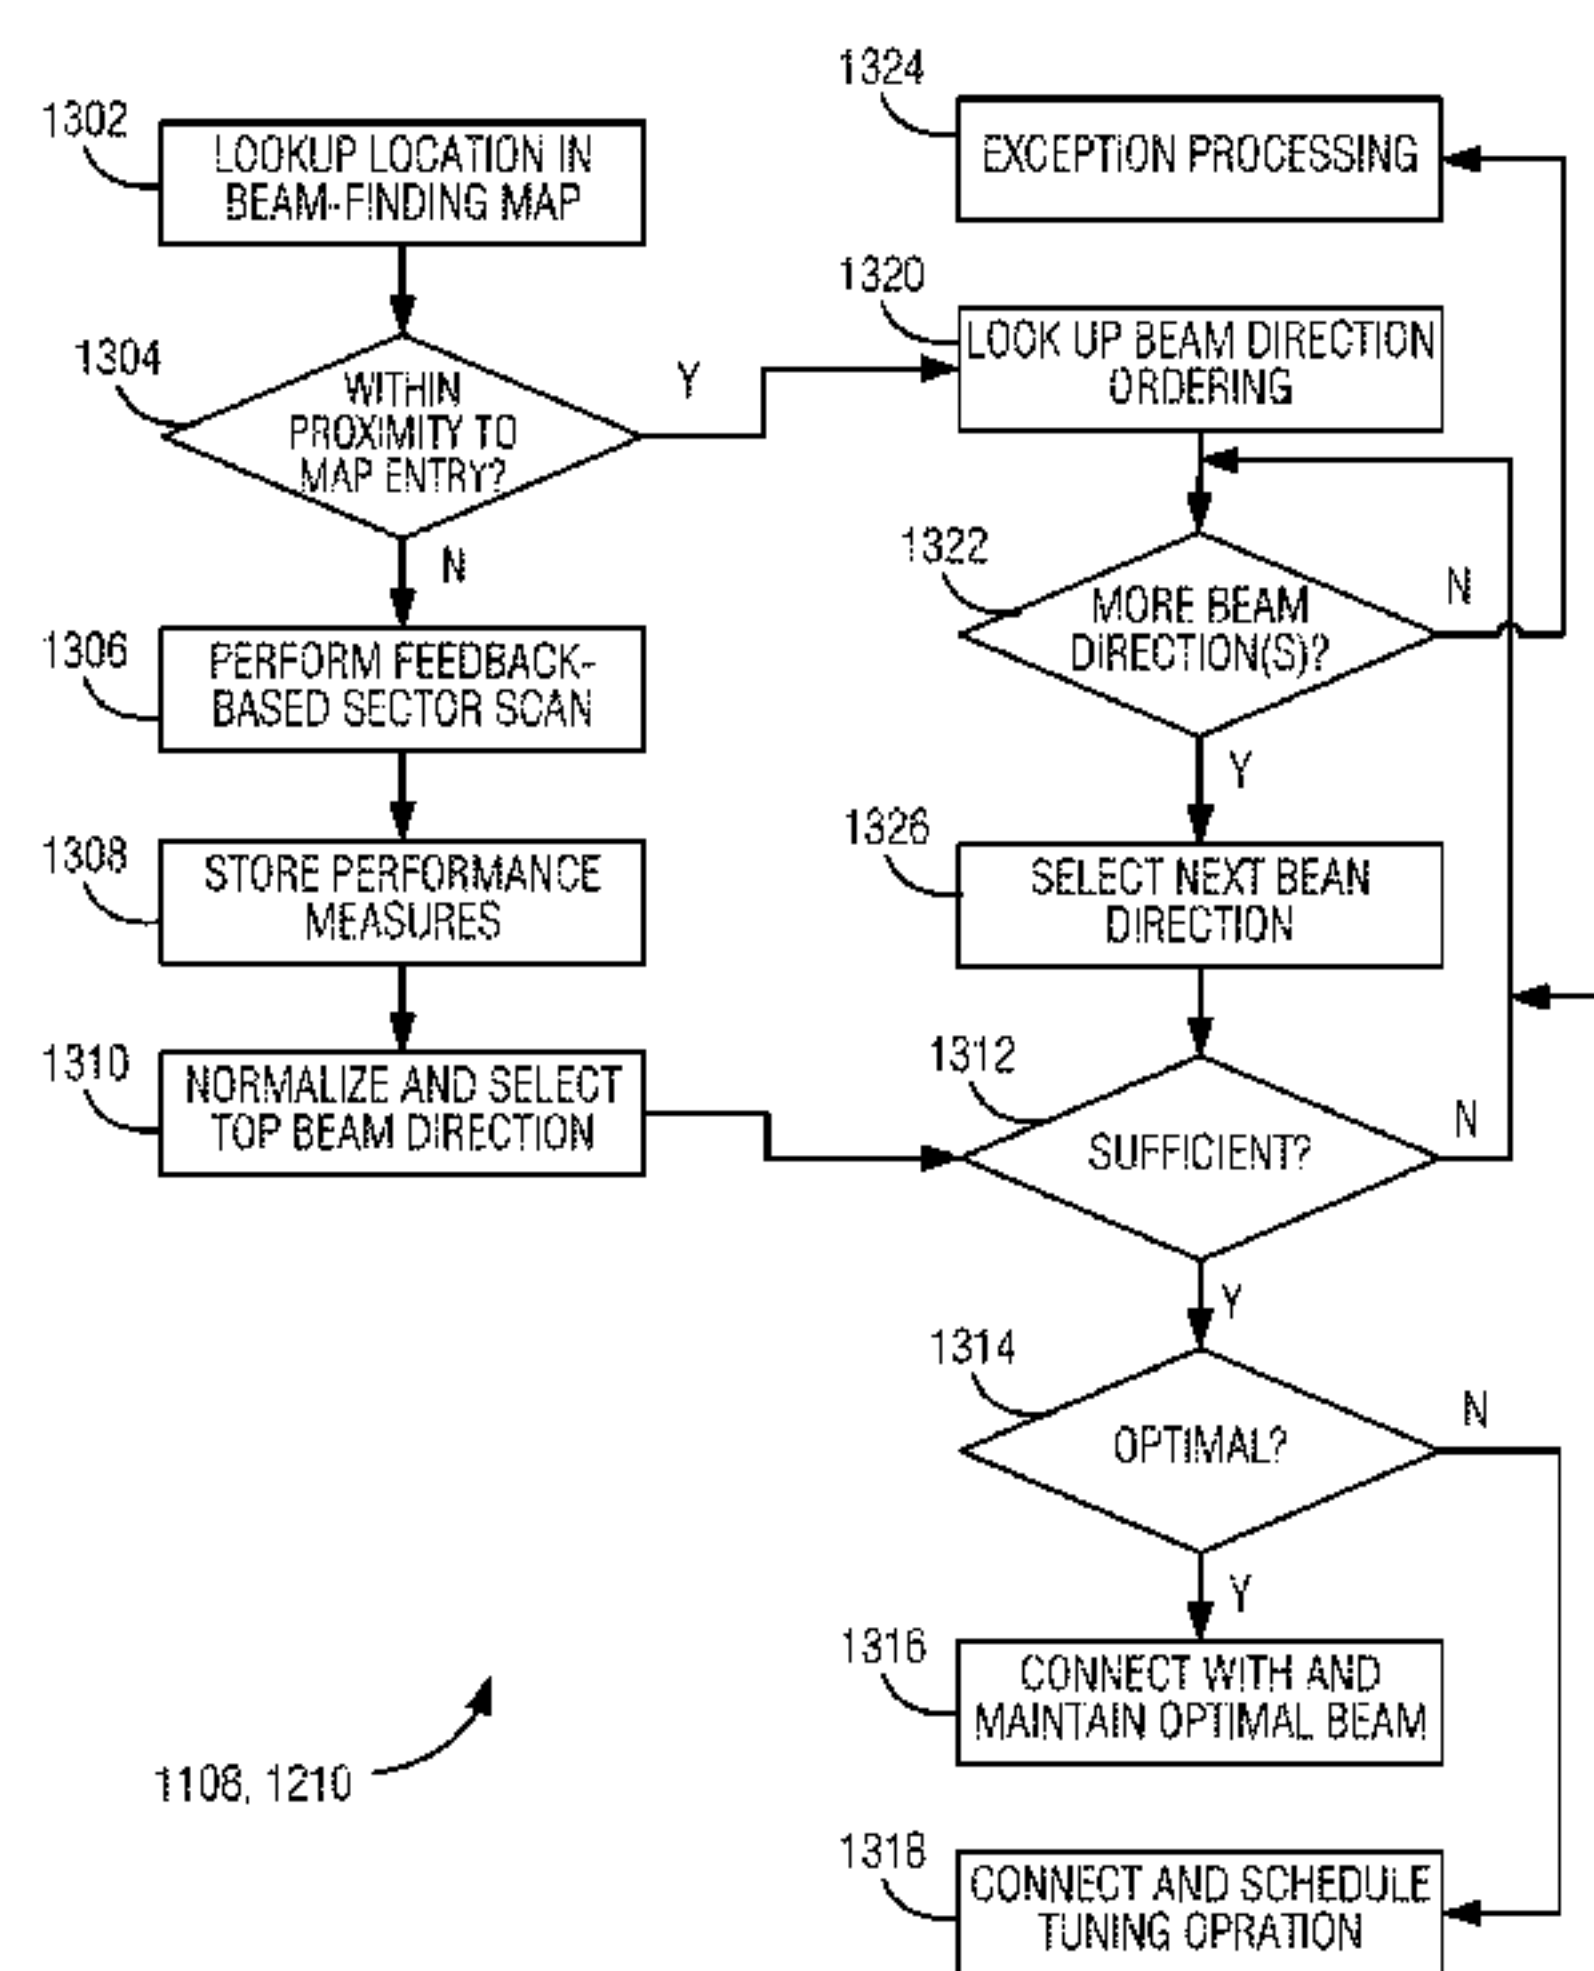 1302
LOOKUP LOCATION IN
BEAM-FINDING MAP
1304
WITHIN
PROXIMITY TO
MAP ENTRY?
Y
N
1306
PERFORM FEEDBACK-
BASED SECTOR SCAN
1308
STORE PERFORMANCE
MEASURES
1310
NORMALIZE AND SELECT
TOP BEAM DIRECTION
1324
EXCEPTION PROCESSING
1320
LOOK UP BEAM DIRECTION
ORDERING
1322
MORE BEAM
DIRECTION(S)?
N
Y
1326
SELECT NEXT BEAN
DIRECTION
1312
SUFFICIENT?
N
Y
1314
OPTIMAL?
N
Y
1316
CONNECT WITH AND
MAINTAIN OPTIMAL BEAM
1318
CONNECT AND SCHEDULE
TUNING OPRATION
1108, 1210